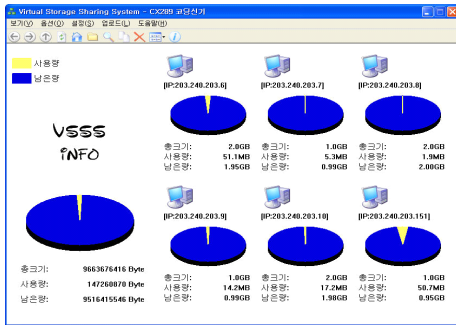 Virtual Storage Sharing System - CX209 코딩신기
보기(V) 옵션(O) 설정(S) 업로드(L) 도움말(H)
사용량
남은량
VSSS
iNFO
총크기: 9663676416 Byte
사용량: 147260870 Byte
남은량: 9516415546 Byte
[IP:203.240.203.6]
총크기: 2.0GB
사용량: 51.1MB
남은량: 1.95GB
[IP:203.240.203.7]
총크기: 1.0GB
사용량: 5.3MB
남은량: 0.99GB
[IP:203.240.203.8]
총크기: 2.0GB
사용량: 1.9MB
남은량: 2.00GB
[IP:203.240.203.9]
총크기: 1.0GB
사용량: 14.2MB
남은량: 0.99GB
[IP:203.240.203.10]
총크기: 2.0GB
사용량: 17.2MB
남은량: 1.98GB
[IP:203.240.203.151]
총크기: 1.0GB
사용량: 50.7MB
남은량: 0.95GB